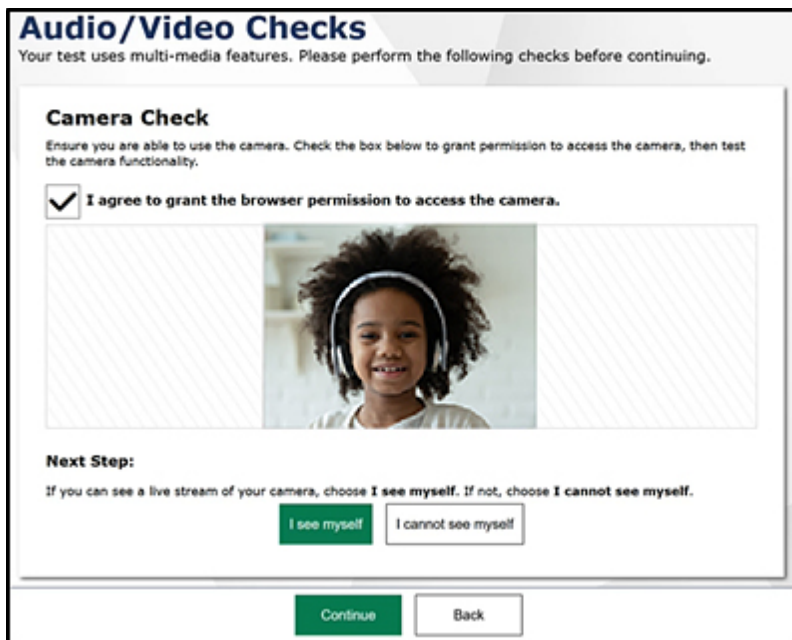 Audio/Video Checks
Your test uses multi-media features. Please perform the following checks before continuing.
Camera Check
Ensure you are able to use the camera. Check the box below to grant permission to access the camera, then test
the camera functionality.
I agree to grant the browser permission to access the camera.
Next Step:
If you can see a live stream of your camera, choose I see myself. If not, choose I cannot see myself.
I see myself
I cannot see myself
Continue
Back